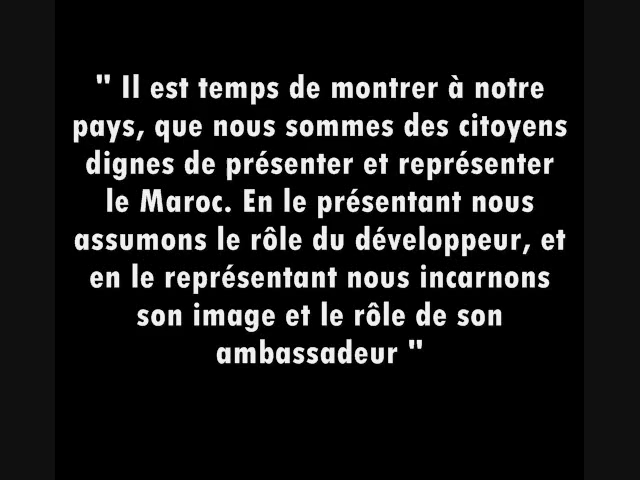 " Il est temps de montrer à notre
pays, que nous sommes des citoyens
dignes de présenter et représenter
le Maroc. En le présentant nous
assumons le rôle du développeur, et
en le représentant nous incarnons
son image et le rôle de son
ambassadeur "